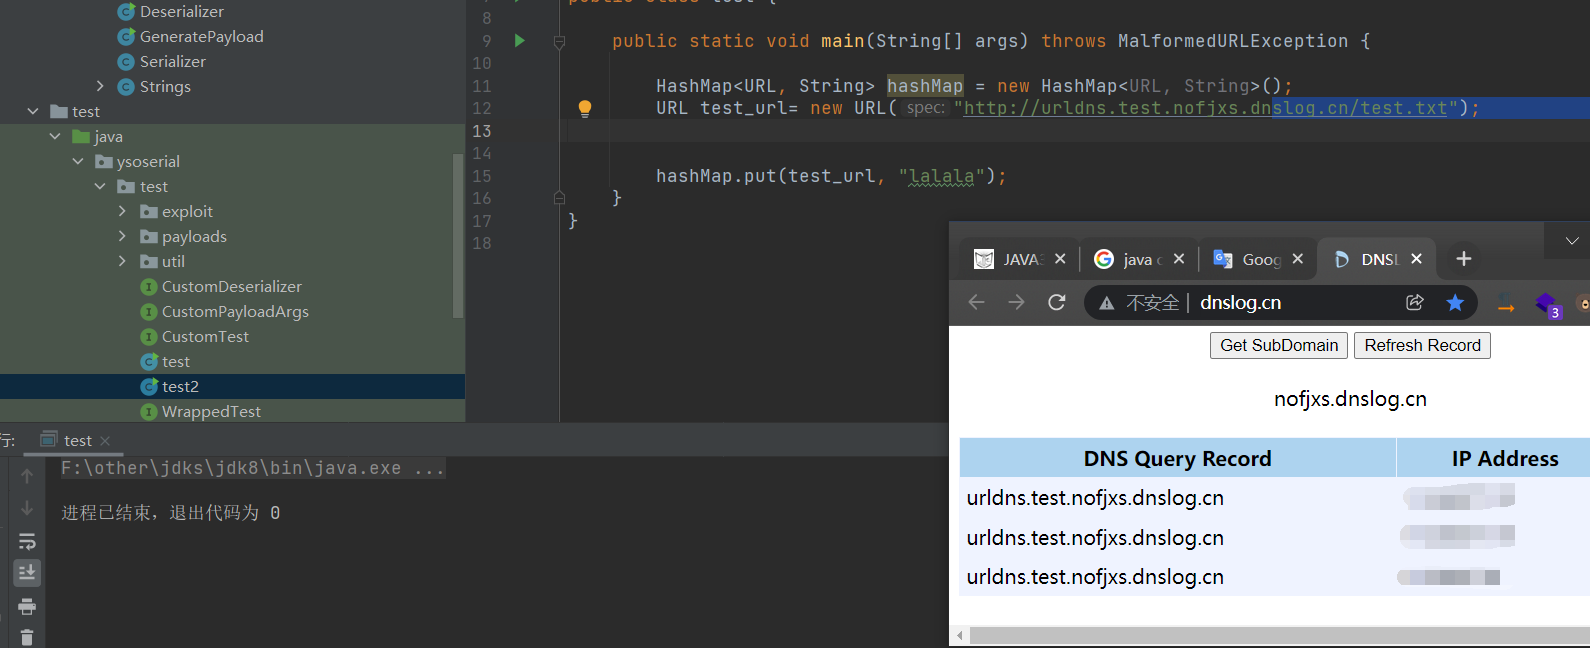 Deserializer
GeneratePayload
Serializer
Strings
test
java
ysoserial
test
exploit
payloads
util
CustomDeserializer
CustomPayloadArgs
CustomTest
test
test2
WrappedTest
8
9 public static void main(String[] args) throws MalformedURLException {
10
11 HashMap<URL, String> hashMap = new HashMap<URL, String>();
12 URL test_url= new URL( spec: "http://urldns.test.nofjxs.dnslog.cn/test.txt");
13
14
15 hashMap.put(test_url, "lalala");
16 }
17 }
18
JAVA
java c
Goog
DNSL
不安全 dnslog.cn
3
Get SubDomain Refresh Record
nofjxs.dnslog.cn
DNS Query Record IP Address
urldns.test.nofjxs.dnslog.cn
urldns.test.nofjxs.dnslog.cn
urldns.test.nofjxs.dnslog.cn
行: test
F:\other\jdks\jdk8\bin\java.exe ...
进程已结束，退出代码为 0